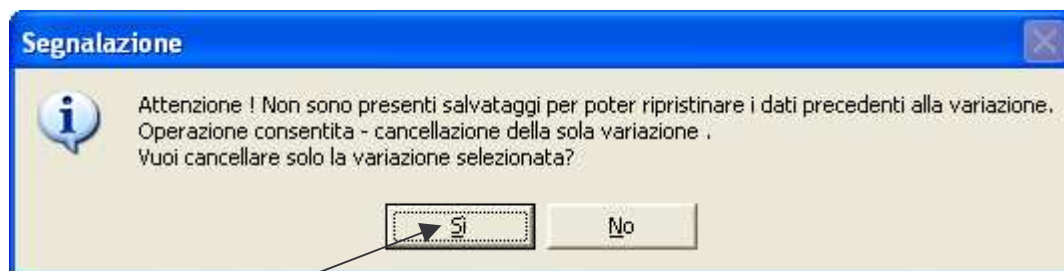 Segnalazione
Attenzione ! Non sono presenti salvataggi per poter ripristinare i dati precedenti alla variazione.
Operazione consentita - cancellazione della sola variazione .
Vuoi cancellare solo la variazione selezionata?
Sì
No